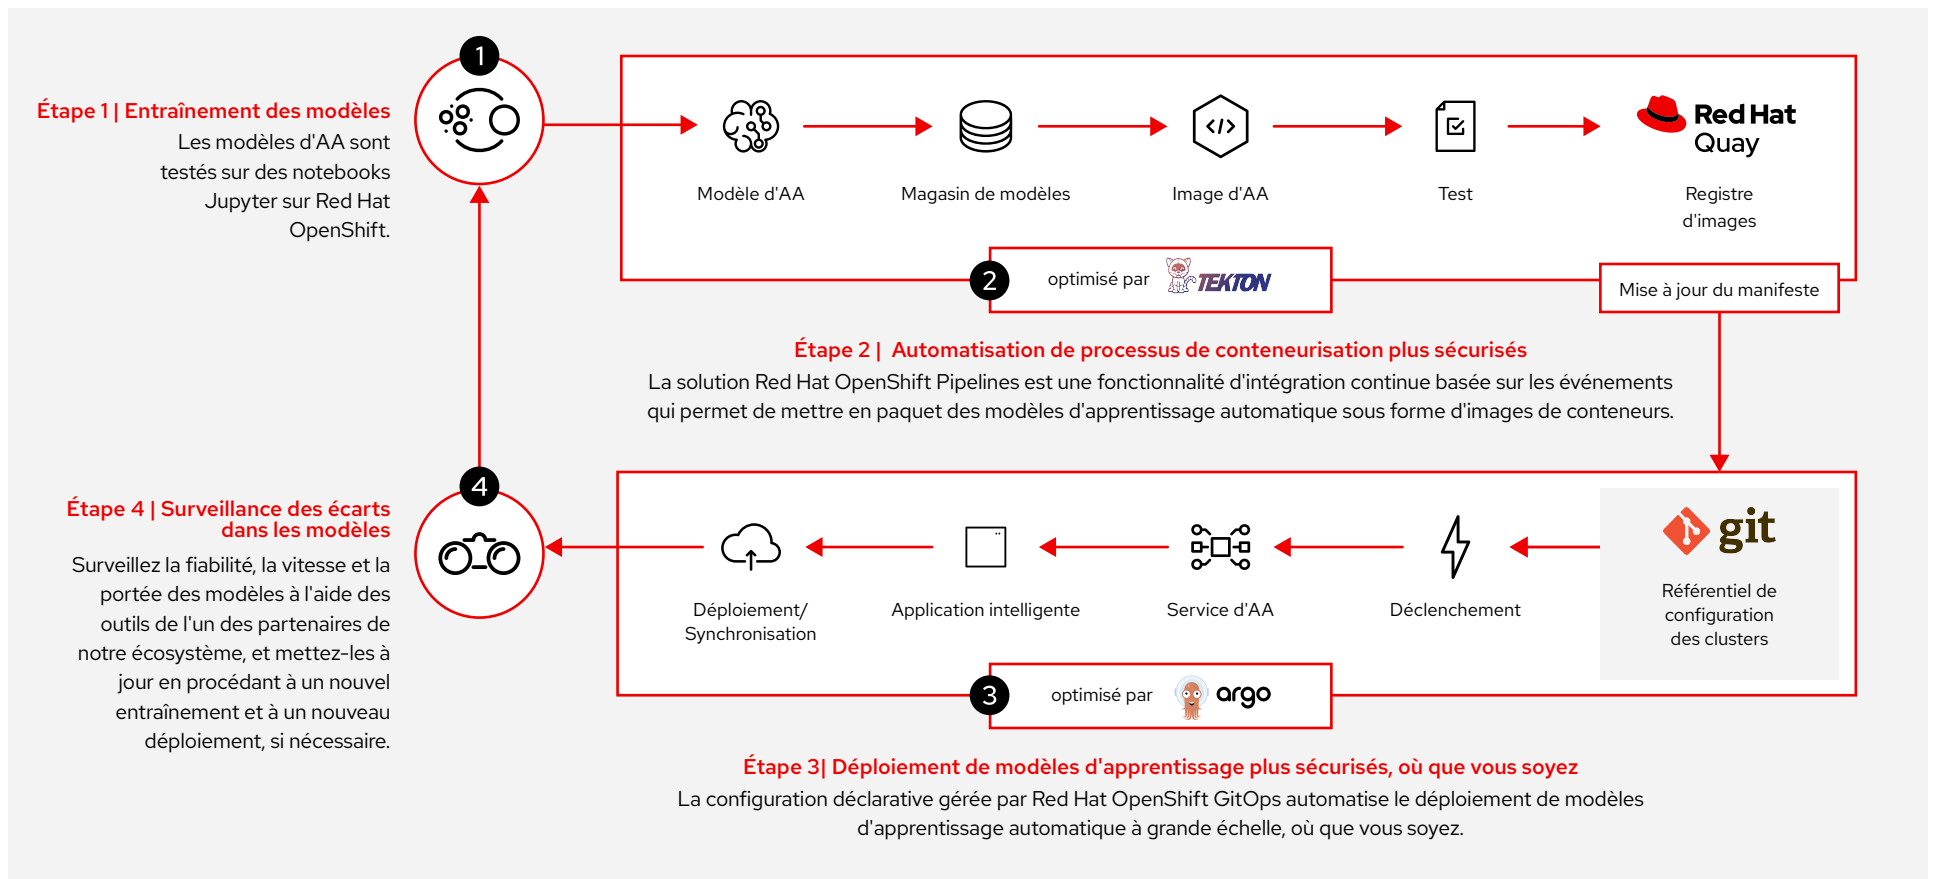 1
Étape 1 | Entraînement des modèles
Les modèles d'AA sont
testés sur des notebooks
Jupyter sur Red Hat
OpenShift.
Modèle d'AA
Magasin de modèles
Image d'AA
Test
Red Hat
Quay
Registre
d'images
2
optimisé par
TEKTON
Mise à jour du manifeste
Étape 2 | Automatisation de processus de conteneurisation plus sécurisés
La solution Red Hat OpenShift Pipelines est une fonctionnalité d'intégration continue basée sur les événements
qui permet de mettre en paquet des modèles d'apprentissage automatique sous forme d'images de conteneurs.
4
Étape 4 | Surveillance des écarts
dans les modèles
Surveillez la fiabilité, la vitesse et la
portée des modèles à l'aide des
outils de l'un des partenaires de
notre écosystème, et mettez-les à
jour en procédant à un nouvel
entraînement et à un nouveau
déploiement, si nécessaire.
Déploiement/
Synchronisation
Application intelligente
Service d'AA
Déclenchement
git
Référentiel de
configuration
des clusters
3
optimisé par
argo
Étape 3| Déploiement de modèles d'apprentissage plus sécurisés, où que vous soyez
La configuration déclarative gérée par Red Hat OpenShift GitOps automatise le déploiement de modèles
d'apprentissage automatique à grande échelle, où que vous soyez.